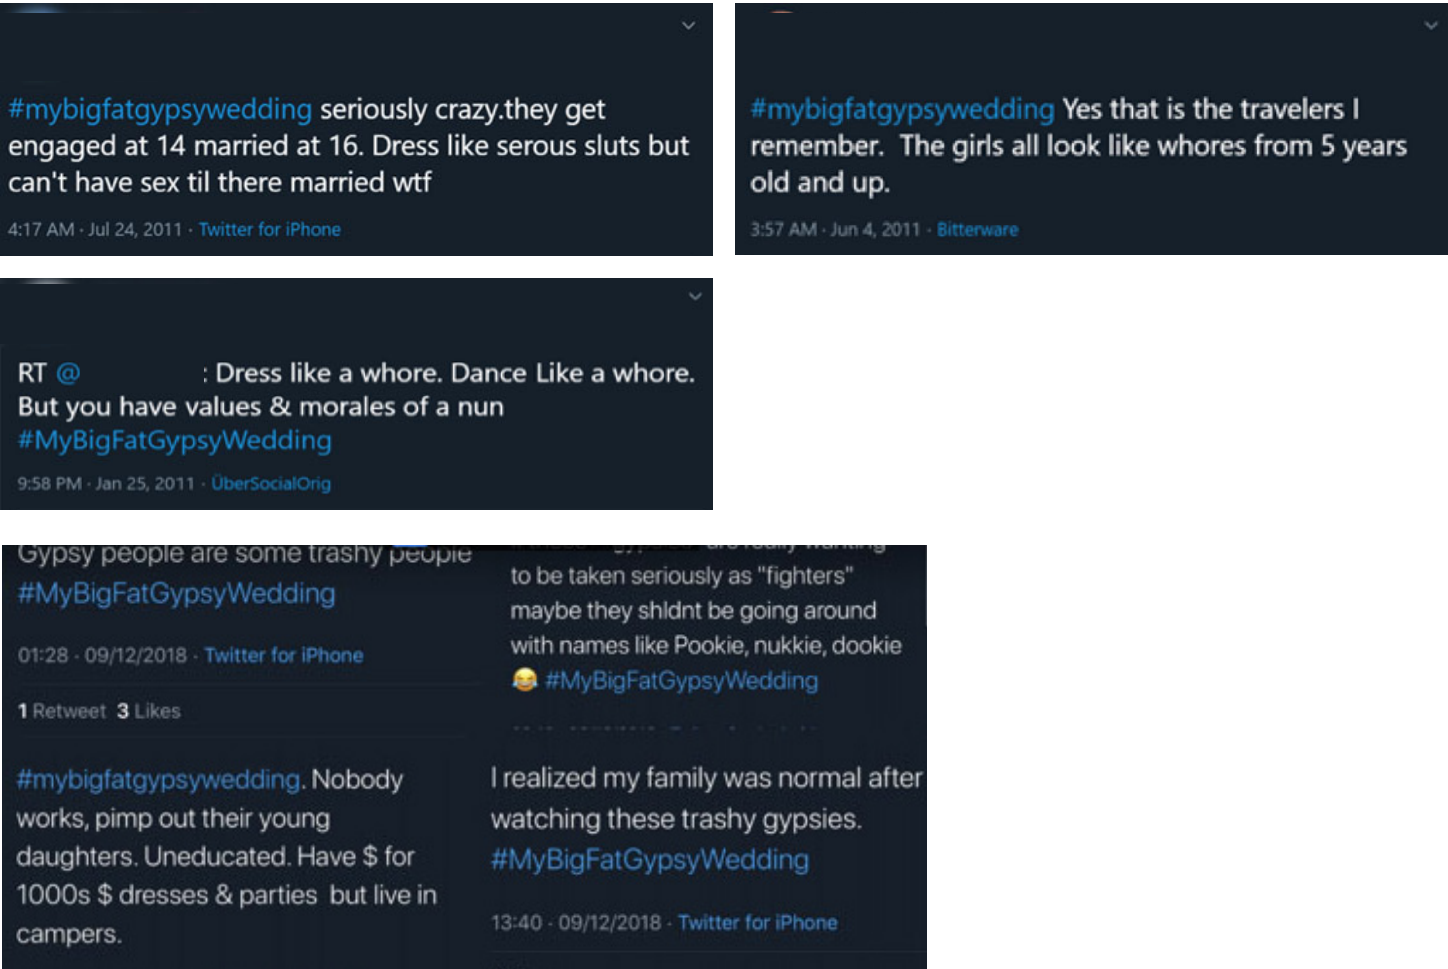 #mybigfatgypsywedding seriously crazy.they get
engaged at 14 married at 16. Dress like serous sluts but
can't have sex til there married wtf
4:17 AM · Jul 24, 2011 · Twitter for iPhone
#mybigfatgypsywedding Yes that is the travelers I
remember. The girls all look like whores from 5 years
old and up.
3:57 AM · Jun 4, 2011 · Bitterware
RT @ : Dress like a whore. Dance Like a whore.
But you have values & morales of a nun
#MyBigFatGypsyWedding
9:58 PM · Jan 25, 2011 · ÜberSocialOrig
Gypsy people are some trashy people
#MyBigFatGypsyWedding
01:28 · 09/12/2018 · Twitter for iPhone
1 Retweet 3 Likes
are really wanting
to be taken seriously as "fighters"
maybe they shldnt be going around
with names like Pookie, nukkie, dookie
😂 #MyBigFatGypsyWedding
#mybigfatgypsywedding. Nobody
works, pimp out their young
daughters. Uneducated. Have $ for
1000s $ dresses & parties but live in
campers.
I realized my family was normal after
watching these trashy gypsies.
#MyBigFatGypsyWedding
13:40 · 09/12/2018 · Twitter for iPhone